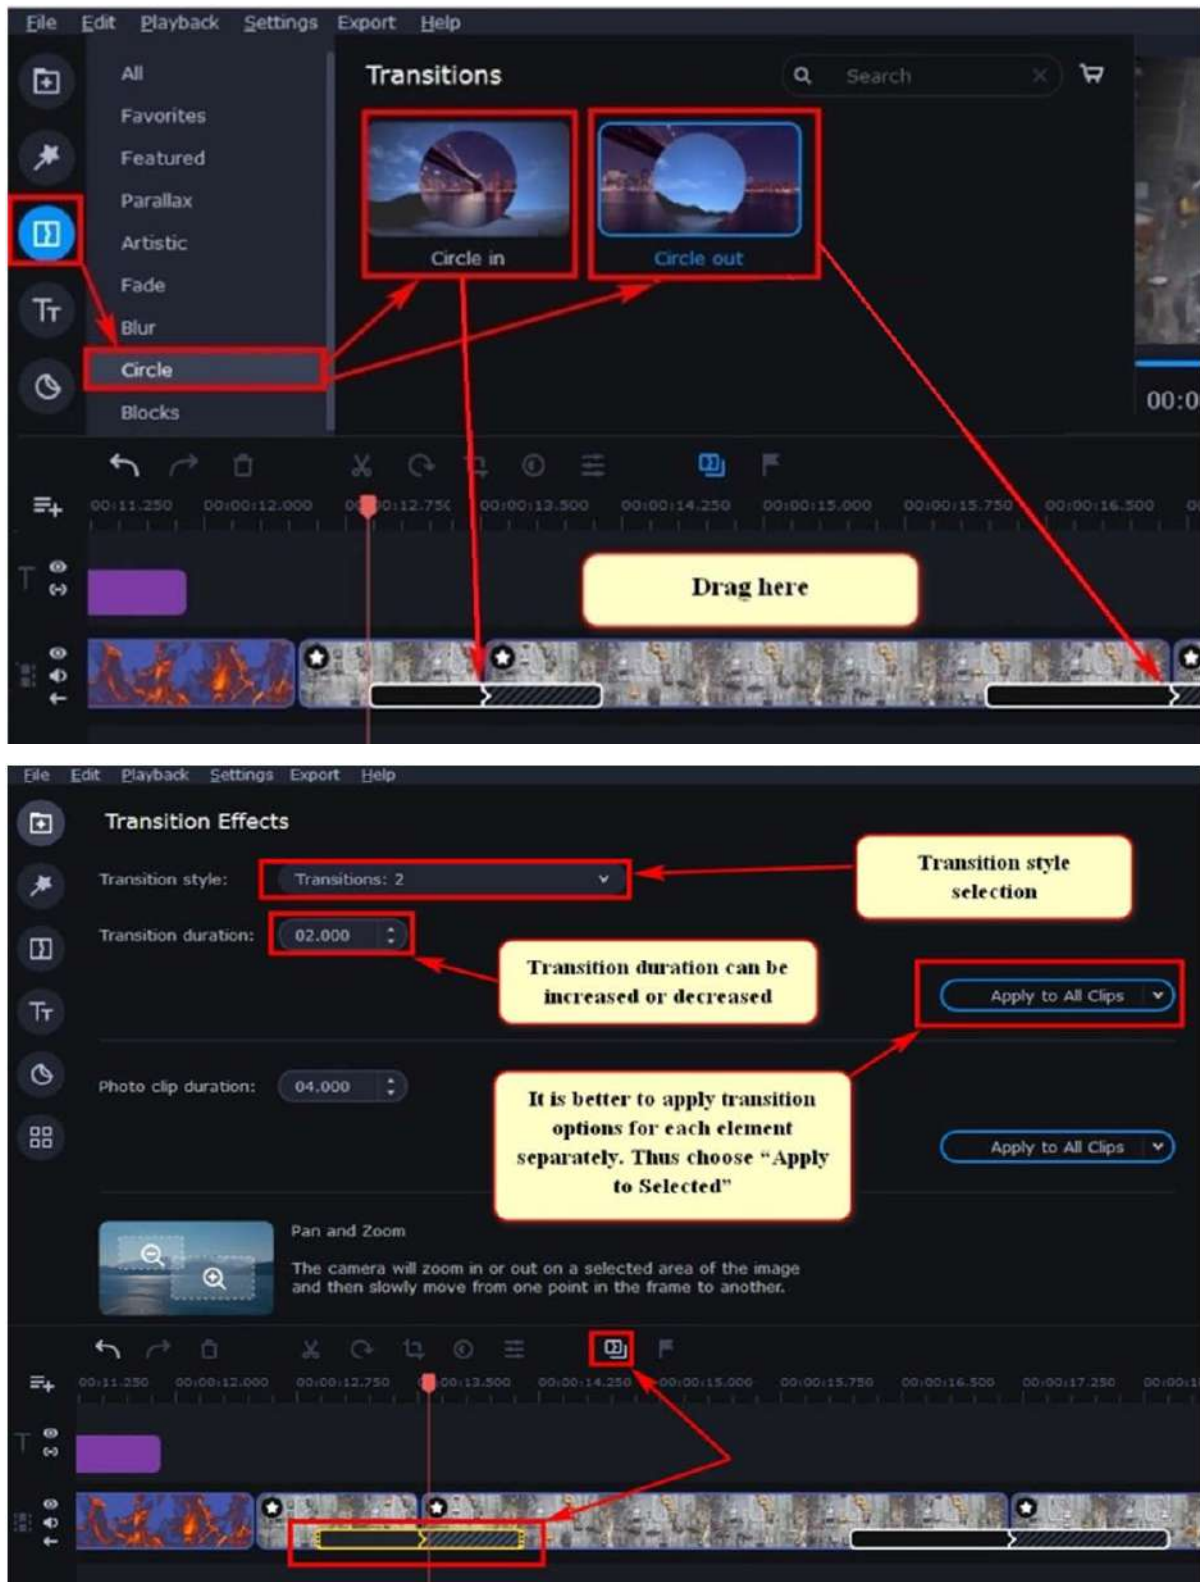 File Edit Playback Settings Export Help
All
Favorites
Featured
Parallax
Artistic
Fade
Blur
Circle
Blocks
Transitions
Search
Circle in
Circle out
00:0
00:11.250 00:00:12.000 00:00:12.750 00:00:13.500 00:00:14.250 00:00:15.000 00:00:15.750 00:00:16.500
Drag here
File Edit Playback Settings Export Help
Transition Effects
Transition style: Transitions: 2
Transition style
selection
Transition duration: 02.000
Transition duration can be
increased or decreased
Apply to All Clips
Photo clip duration: 04.000
It is better to apply transition
options for each element
separately. Thus choose “Apply
to Selected”
Apply to All Clips
Pan and Zoom
The camera will zoom in or out on a selected area of the image
and then slowly move from one point in the frame to another.
00:11.250 00:00:12.000 00:00:12.750 00:13.500 00:00:14.250 00:00:15.000 00:00:15.750 00:00:16.500 00:00:17.250